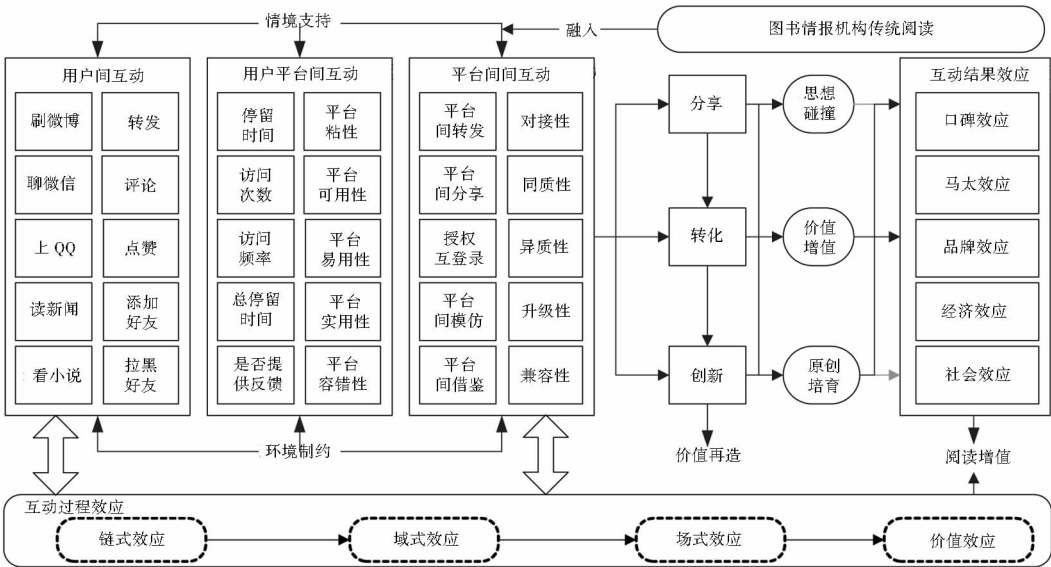 情境支持
融入
图书情报机构传统阅读
用户间互动
刷微博
转发
聊微信
评论
上 QQ
点赞
读新闻
添加
好友
看小说
拉黑
好友
用户平台间互动
停留
时间
平台
粘性
访问
次数
平台
可用性
访问
频率
平台
易用性
总停留
时间
平台
实用性
是否提
供反馈
平台
容错性
平台间间互动
平台
间转发
对接性
平台
间分享
同质性
授权
互登录
异质性
平台
间模仿
升级性
平台
间借鉴
兼容性
分享
思想
碰撞
转化
价值
增值
创新
原创
培育
价值再造
互动结果效应
口碑效应
马太效应
品牌效应
经济效应
社会效应
环境制约
阅读增值
互动过程效应
链式效应
域式效应
场式效应
价值效应